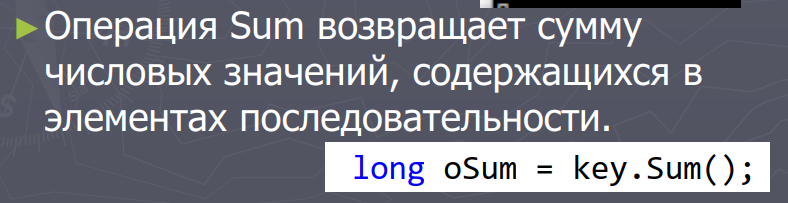 Операция Sum возвращает сумму
числовых значений, содержащихся в
элементах последовательности.
long oSum = key.Sum();